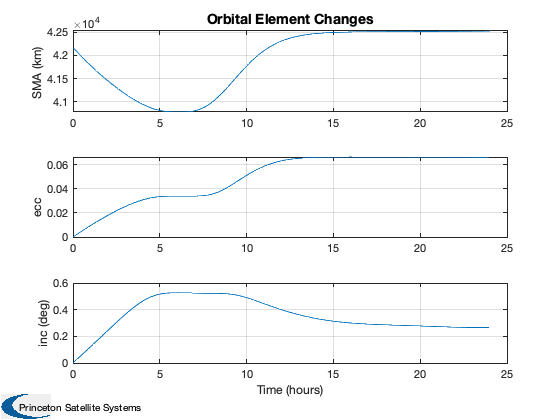 Orbital Element Changes
×10⁴
4.25
4.2
4.15
4.1
SMA (km)
0 5 10 15 20 25
0.06
0.04
0.02
0
ecc
0 5 10 15 20 25
0.6
0.4
0.2
0
inc (deg)
0 5 10 15 20 25
Time (hours)
Princeton Satellite Systems